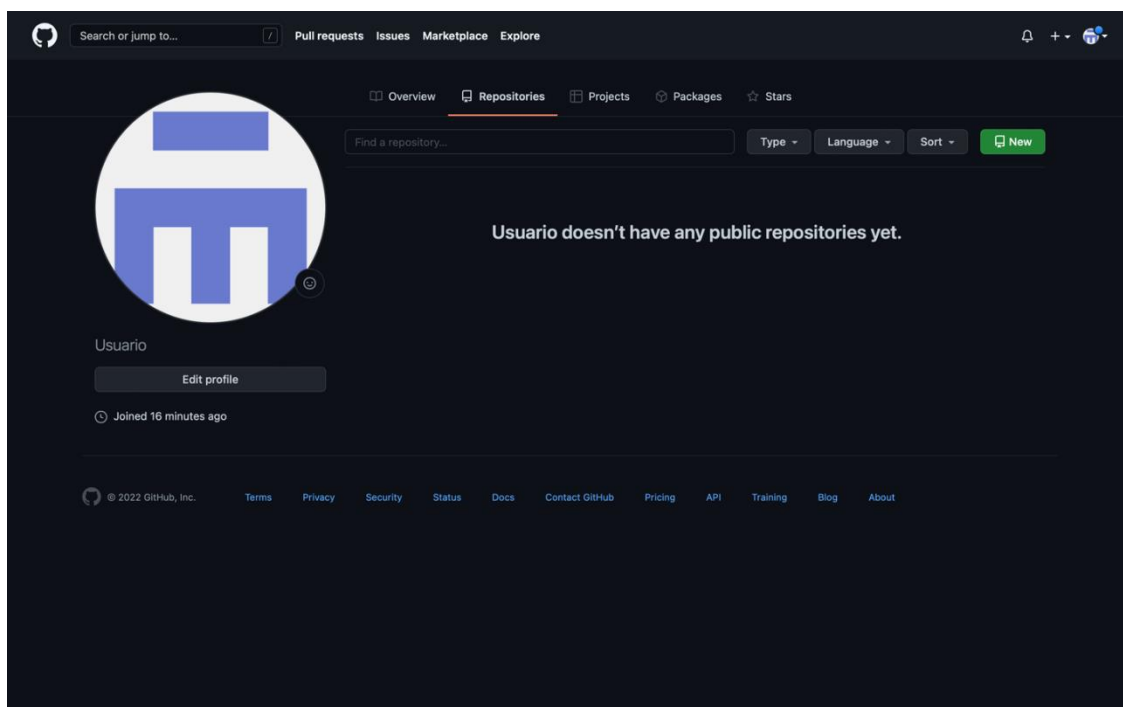 Search or jump to... / Pull requests Issues Marketplace Explore
Overview Repositories Projects Packages Stars
Find a repository... Type Language Sort New
Usuario doesn't have any public repositories yet.
Usuario
Edit profile
Joined 16 minutes ago
© 2022 GitHub, Inc. Terms Privacy Security Status Docs Contact GitHub Pricing API Training Blog About